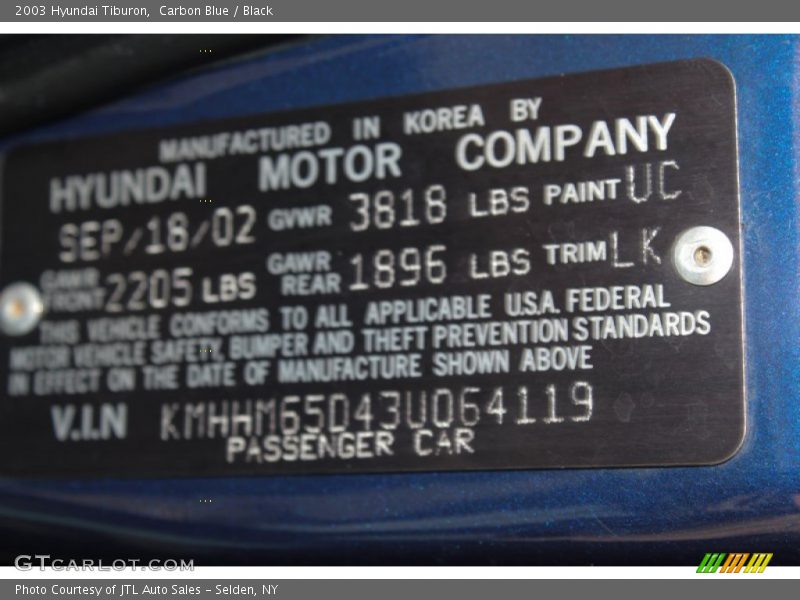 2003 Hyundai Tiburon,  Carbon Blue / Black
MANUFACTURED IN KOREA BY
HYUNDAI MOTOR COMPANY
SEP/18/02 GVWR 3818 LBS PAINT UC
GAWR FRONT 2205 LBS GAWR REAR 1896 LBS TRIM LK
THIS VEHICLE CONFORMS TO ALL APPLICABLE U.S.A. FEDERAL
MOTOR VEHICLE SAFETY, BUMPER AND THEFT PREVENTION STANDARDS
IN EFFECT ON THE DATE OF MANUFACTURE SHOWN ABOVE
V.I.N KMHHM65D43U064119
PASSENGER CAR
GTCARLOT.COM
Photo Courtesy of JTL Auto Sales - Selden, NY